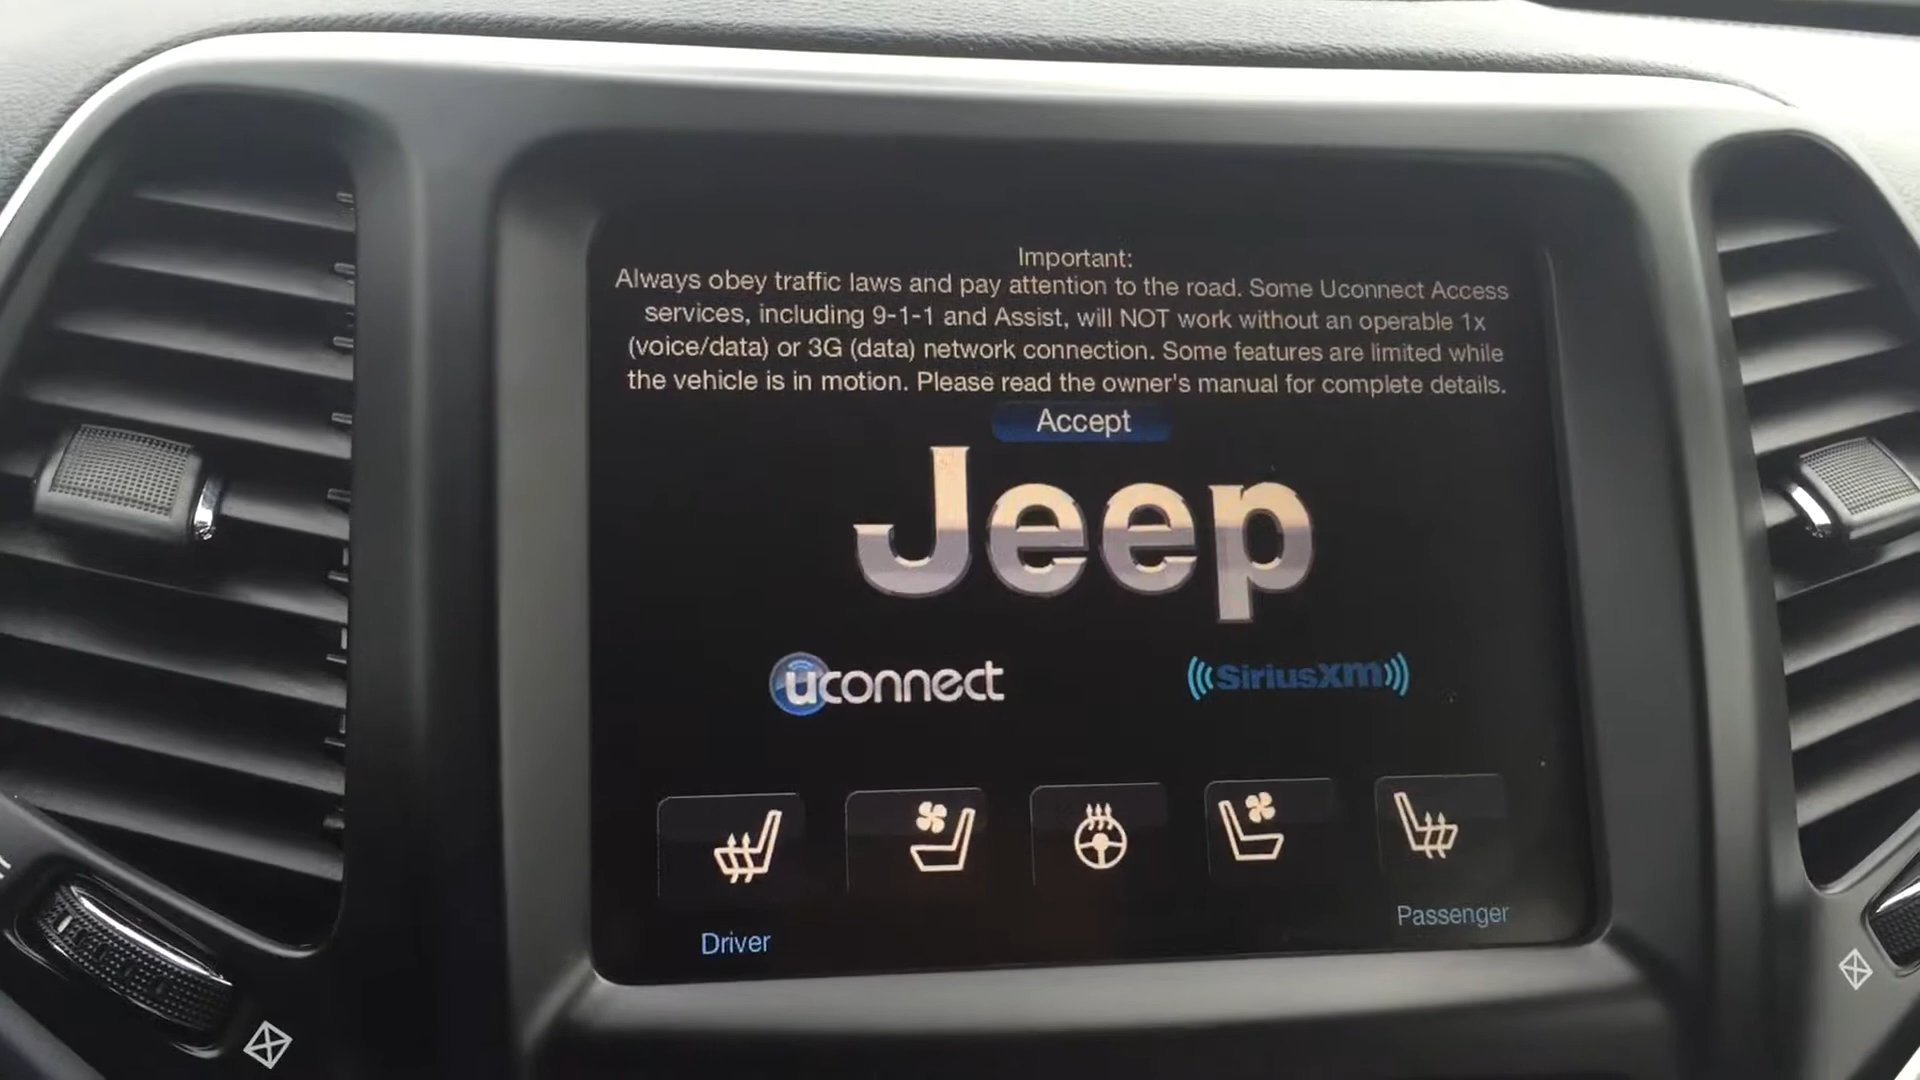 Important:
Always obey traffic laws and pay attention to the road. Some Uconnect Access
services, including 9-1-1 and Assist, will NOT work without an operable 1x
(voice/data) or 3G (data) network connection. Some features are limited while
the vehicle is in motion. Please read the owner's manual for complete details.
Accept
Jeep
uconnect
((SiriusXM))
Driver
Passenger